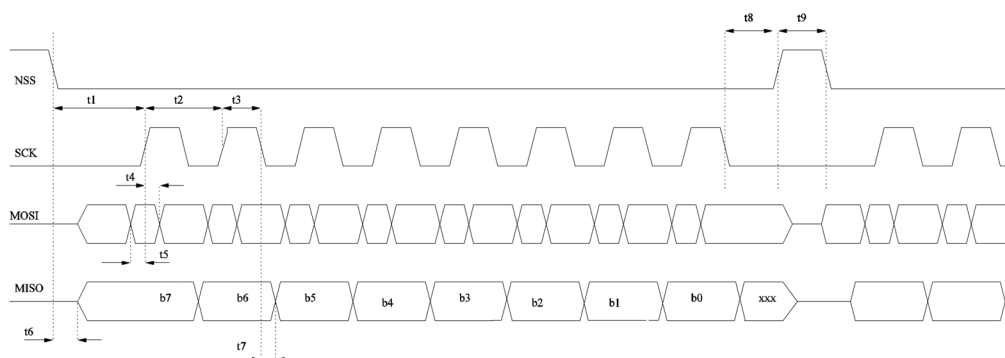 t8 t9
NSS
t1 t2 t3
SCK
t4
MOSI
t5
MISO b7 b6 b5 b4 b3 b2 b1 b0 xxx
t6
t7